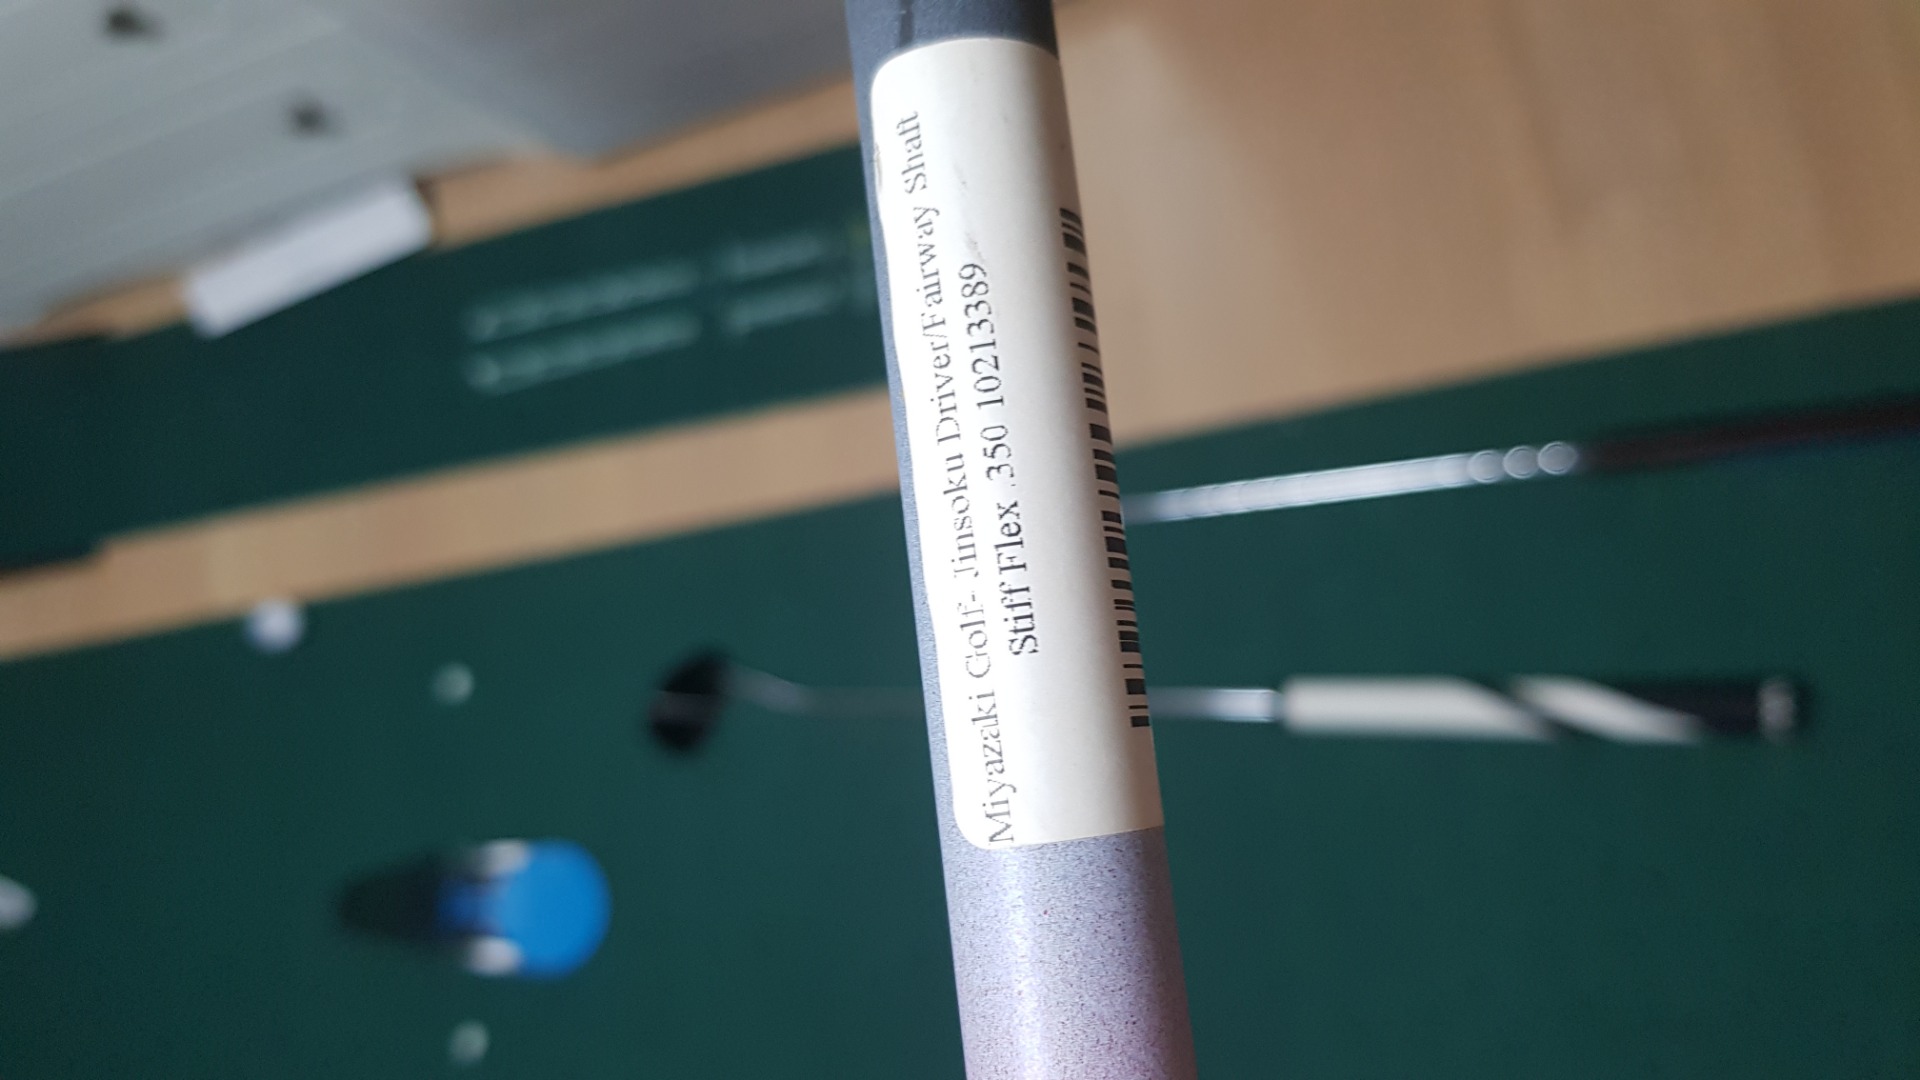 Miyazaki Golf- Jinsoku Driver/Fairway Shaft
Stiff Flex .350 10213389